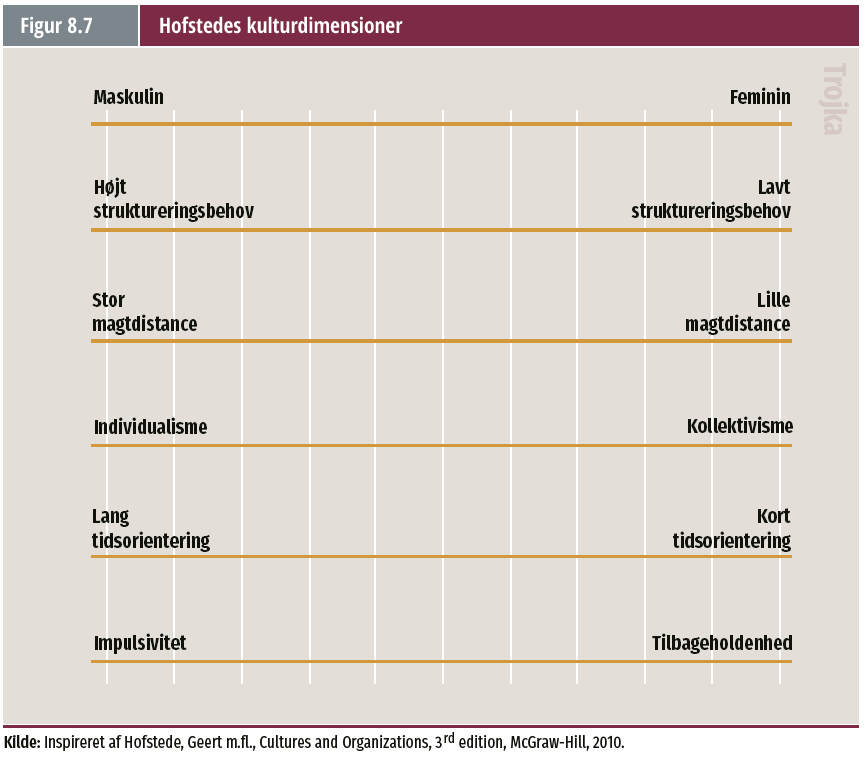 Figur 8.7
Hofstedes kulturdimensioner
Trojka
Maskulin
Feminin
Højt
struktureringsbehov
Lavt
struktureringsbehov
Stor
magtdistance
Lille
magtdistance
Individualisme
Kollektivisme
Lang
tidsorientering
Kort
tidsorientering
Impulsivitet
Tilbageholdenhed
Kilde: Inspireret af Hofstede, Geert m.fl., Cultures and Organizations, 3rd edition, McGraw-Hill, 2010.